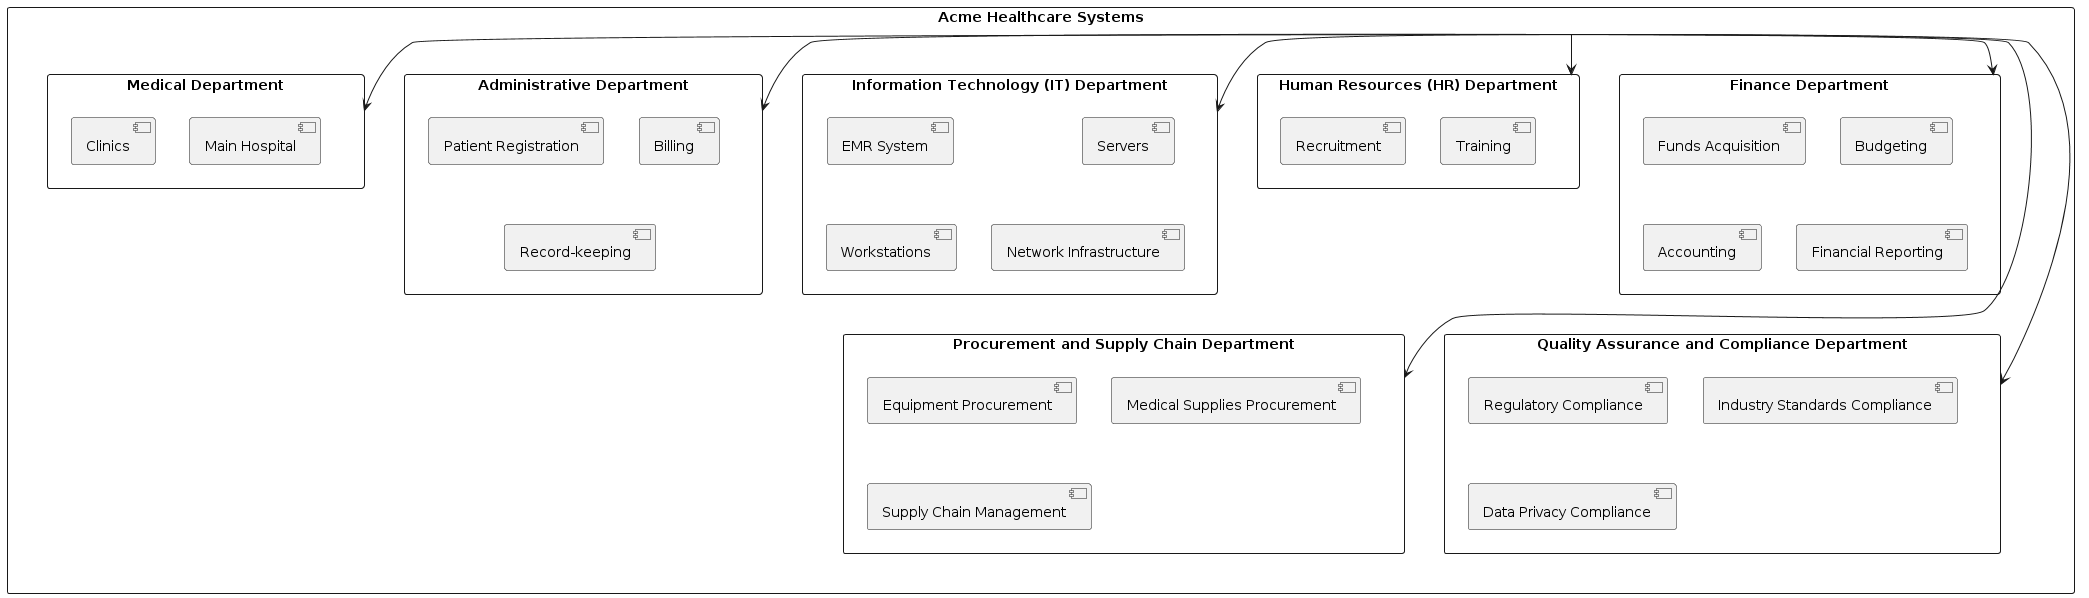 Acme Healthcare Systems
Medical Department
Clinics
Main Hospital
Administrative Department
Patient Registration
Billing
Record-keeping
Information Technology (IT) Department
EMR System
Servers
Workstations
Network Infrastructure
Human Resources (HR) Department
Recruitment
Training
Finance Department
Funds Acquisition
Budgeting
Accounting
Financial Reporting
Procurement and Supply Chain Department
Equipment Procurement
Medical Supplies Procurement
Supply Chain Management
Quality Assurance and Compliance Department
Regulatory Compliance
Industry Standards Compliance
Data Privacy Compliance